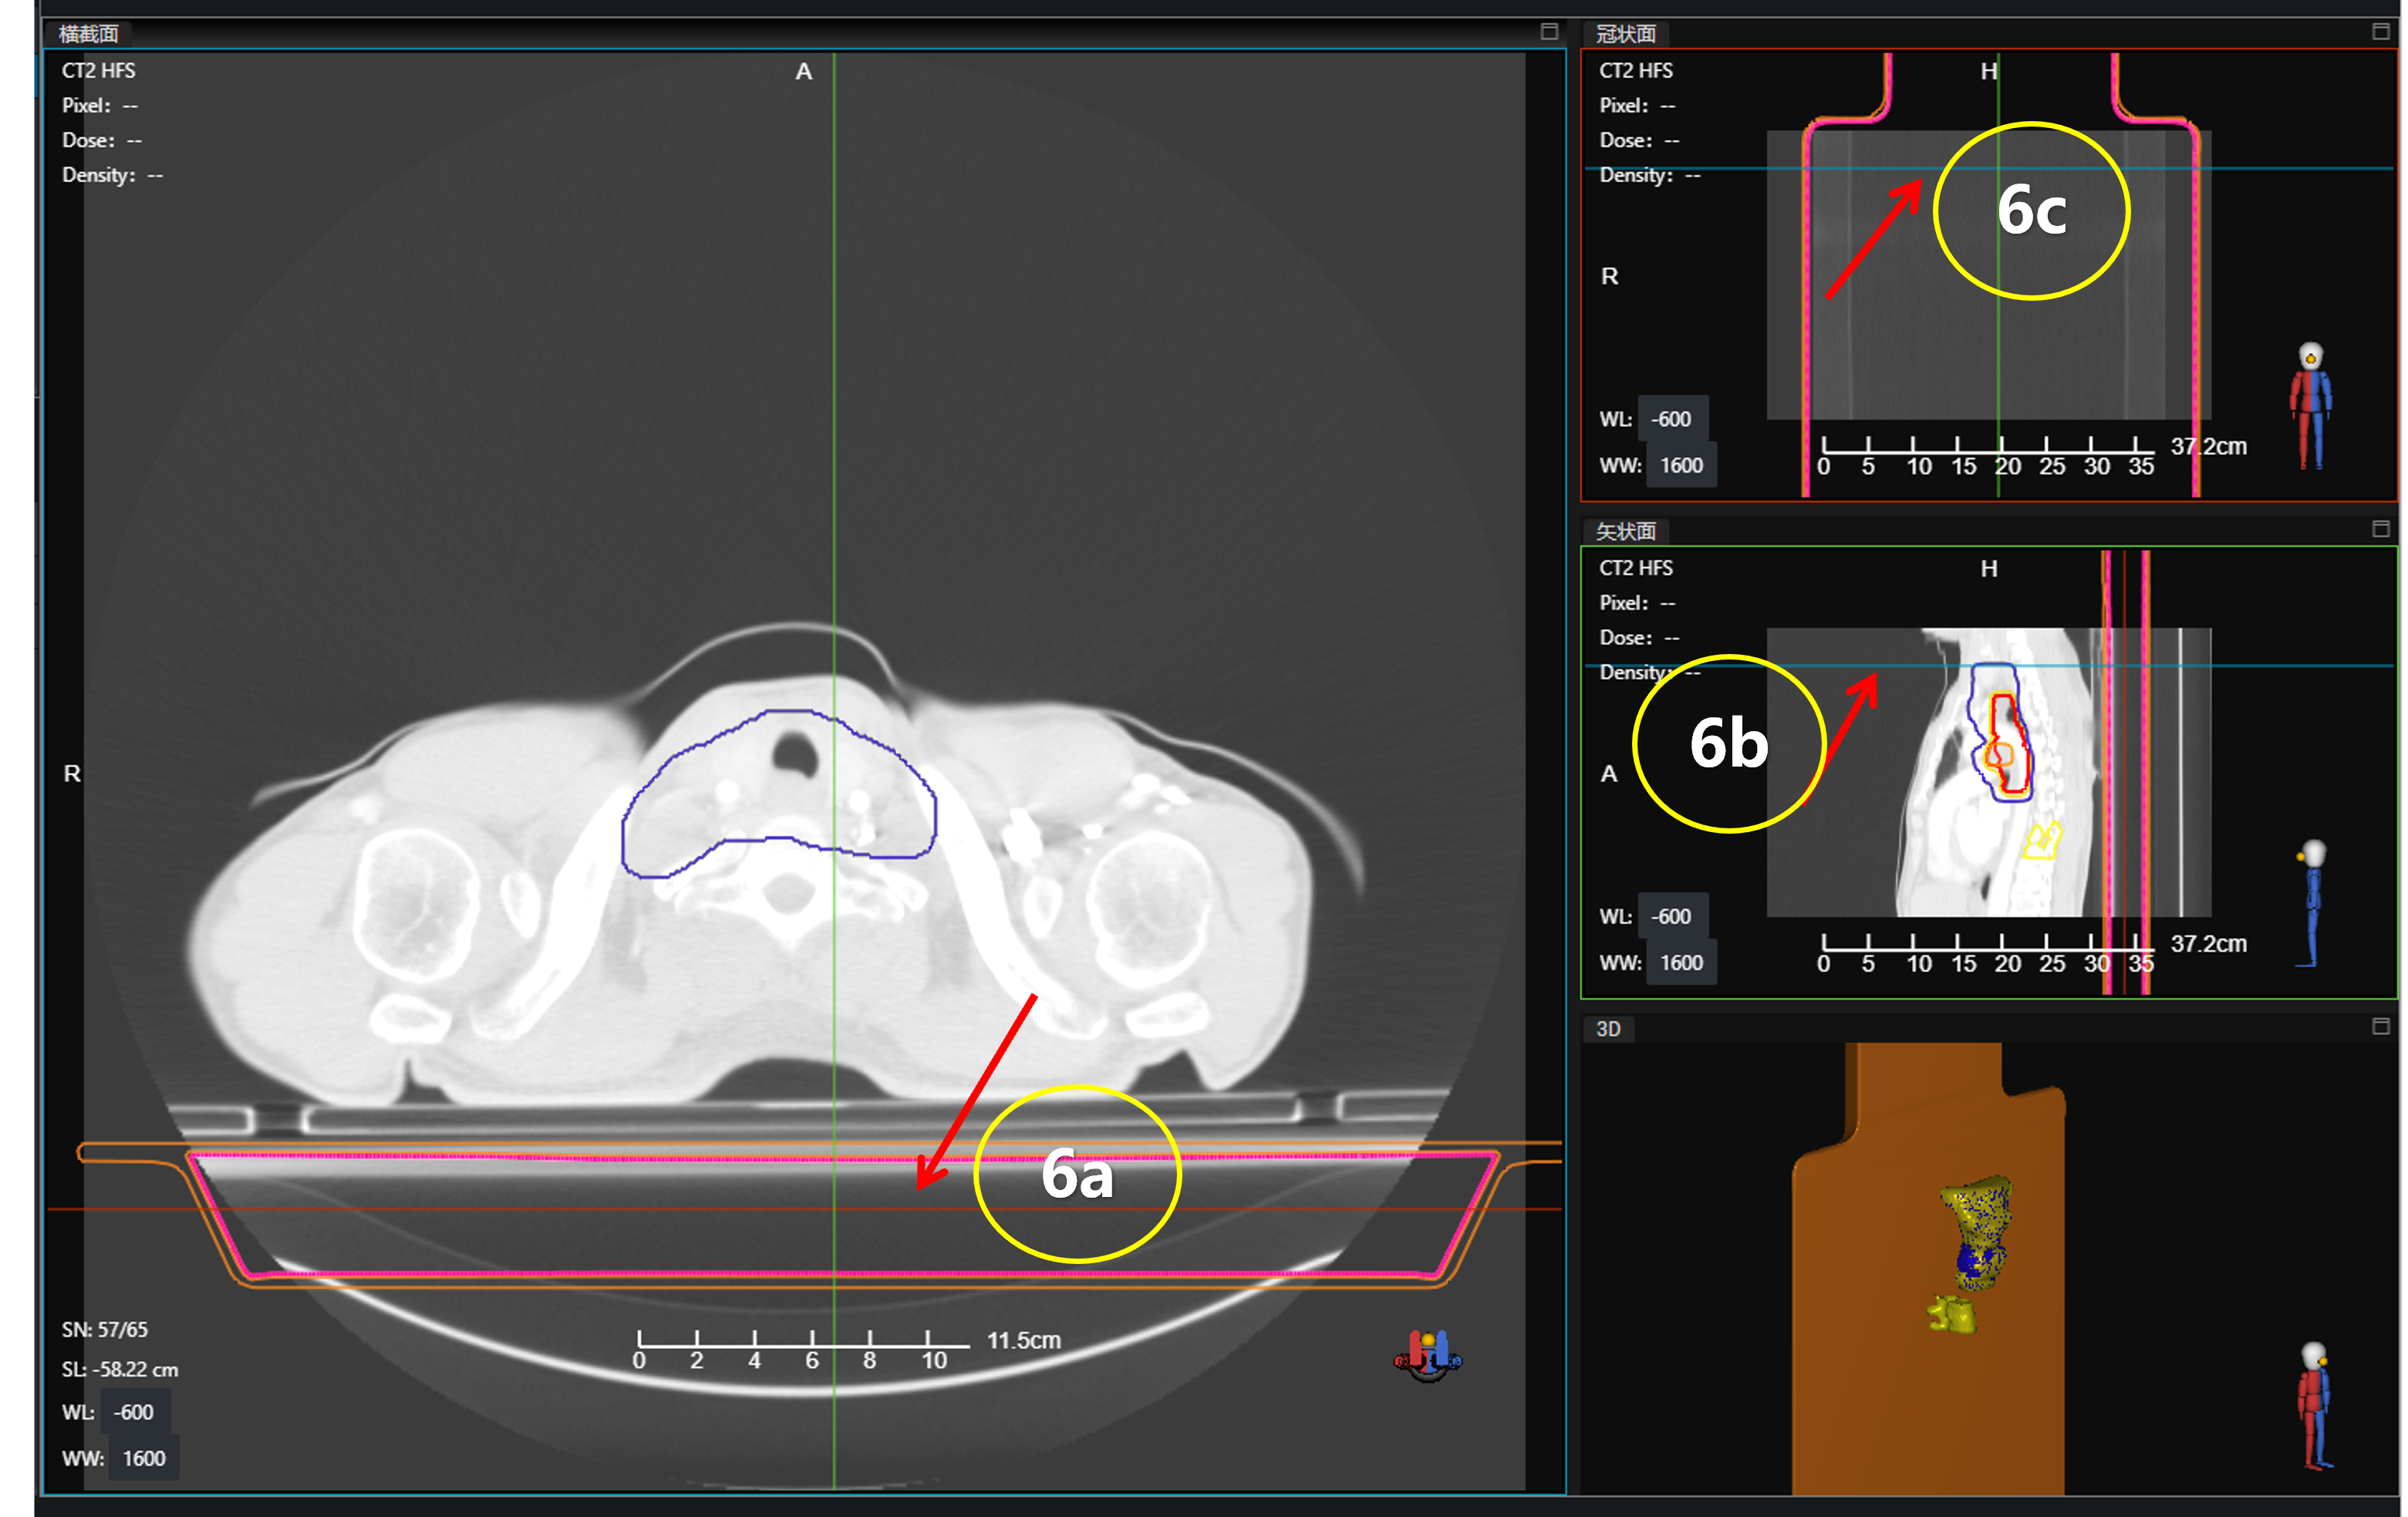 横截面
CT2 HFS
Pixel: --
Dose: --
Density: --
A
R
6a
SN: 57/65
SL: -58.22 cm
WL: -600
WW: 1600
0 2 4 6 8 10 11.5cm
冠状面
CT2 HFS
Pixel: --
Dose: --
Density: --
H
R
6c
WL: -600
WW: 1600
0 5 10 15 20 25 30 35 37.2cm
矢状面
CT2 HFS
Pixel: --
Dose: --
Density: --
H
A
6b
WL: -600
WW: 1600
0 5 10 15 20 25 30 35 37.2cm
3D